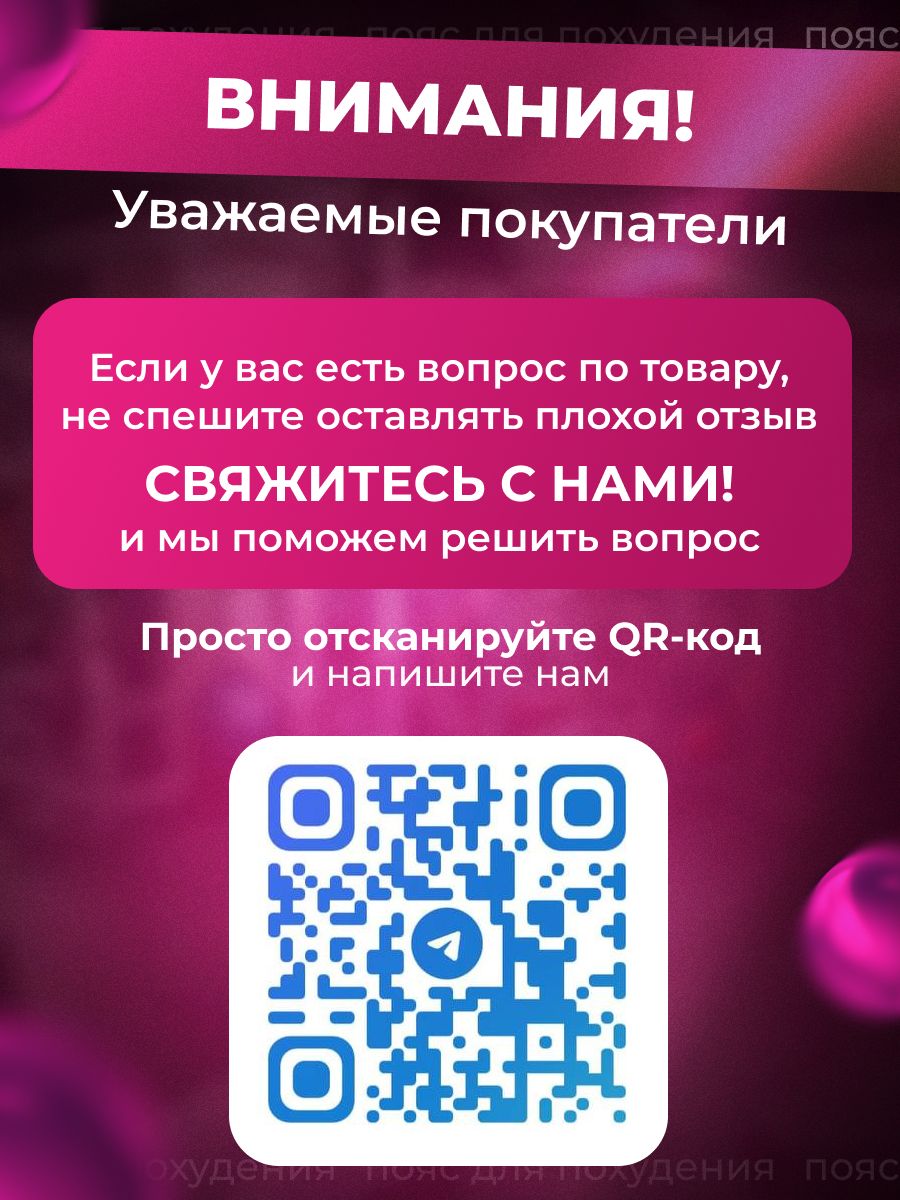 похудения пояс для похудения пояс
ВНИМАНИЯ!
Уважаемые покупатели
Если у вас есть вопрос по товару,
не спешите оставлять плохой отзыв
СВЯЖИТЕСЬ С НАМИ!
и мы поможем решить вопрос
Просто отсканируйте QR-код
и напишите нам
пояс для похудения пояс